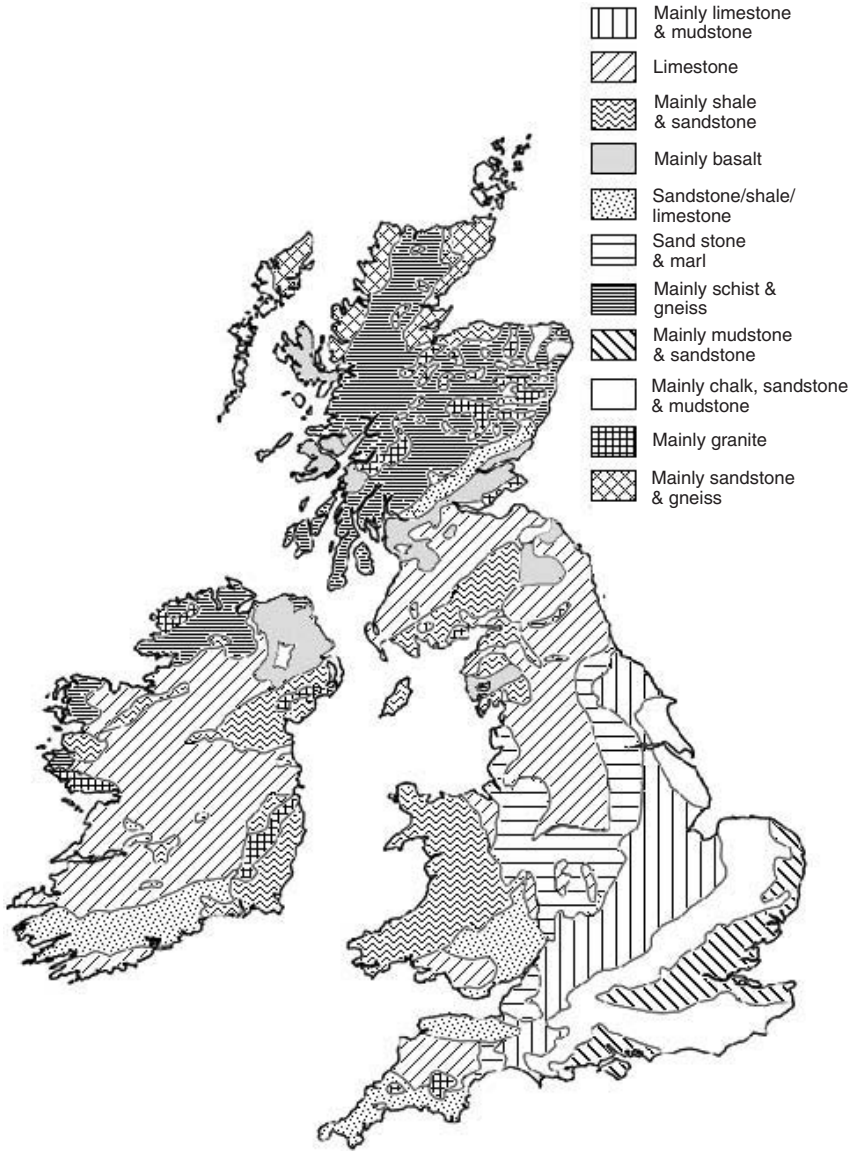 Mainly limestone
& mudstone
Limestone
Mainly shale
& sandstone
Mainly basalt
Sandstone/shale/
limestone
Sand stone
& marl
Mainly schist &
gneiss
Mainly mudstone
& sandstone
Mainly chalk, sandstone
& mudstone
Mainly granite
Mainly sandstone
& gneiss